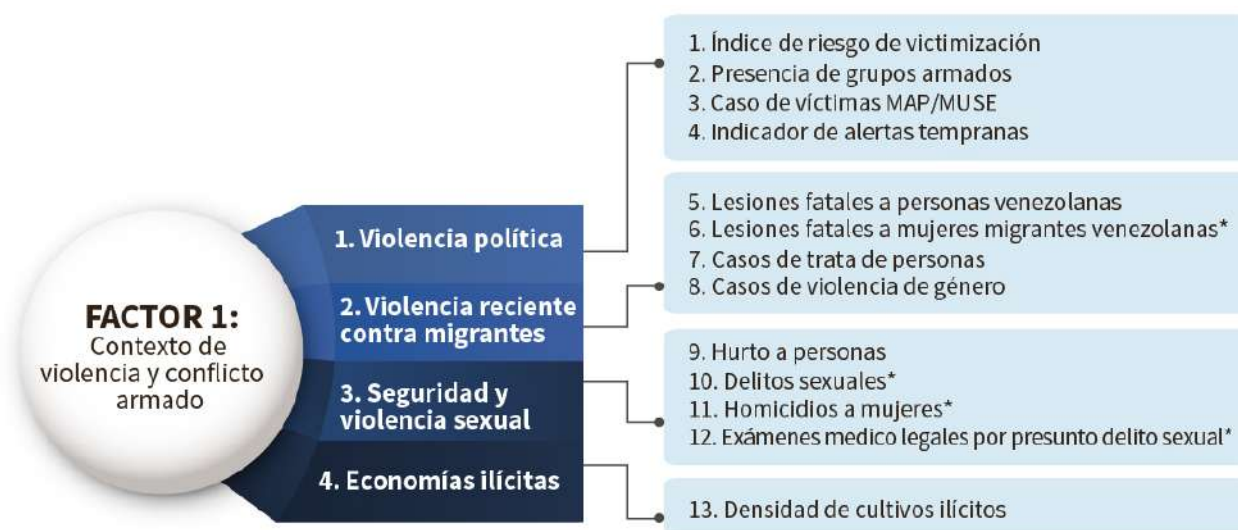 FACTOR 1:
Contexto de
violencia y conflicto
armado
1. Violencia política
2. Violencia reciente
contra migrantes
3. Seguridad y
violencia sexual
4. Economías ilícitas
1. Índice de riesgo de victimización
2. Presencia de grupos armados
3. Caso de víctimas MAP/MUSE
4. Indicador de alertas tempranas
5. Lesiones fatales a personas venezolanas
6. Lesiones fatales a mujeres migrantes venezolanas*
7. Casos de trata de personas
8. Casos de violencia de género
9. Hurto a personas
10. Delitos sexuales*
11. Homicidios a mujeres*
12. Exámenes medico legales por presunto delito sexual*
13. Densidad de cultivos ilícitos